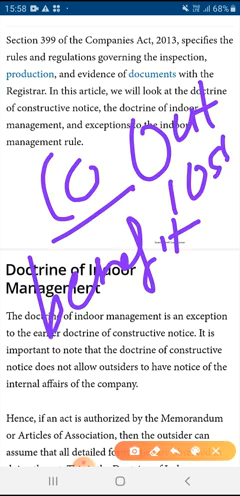 15:58
68%
Section 399 of the Companies Act, 2013, specifies the
rules and regulations governing the inspection,
production, and evidence of documents with the
Registrar. In this article, we will look at the doctrine
of constructive notice, the doctrine of indoor
management, and exceptions to the indoor
management rule.
Co Out
loss
benefit
Doctrine of Indoor
Management
The doctrine of indoor management is an exception
to the earlier doctrine of constructive notice. It is
important to note that the doctrine of constructive
notice does not allow outsiders to have notice of the
internal affairs of the company.
Hence, if an act is authorized by the Memorandum
or Articles of Association, then the outsider can
assume that all detailed